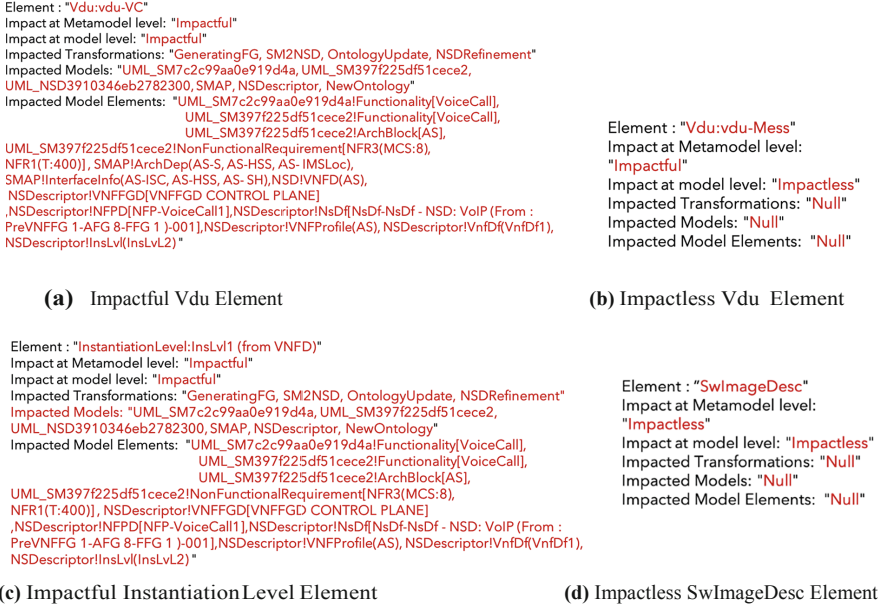 Element : "Vdu:vdu-VC"
Impact at Metamodel level: "Impactful"
Impact at model level: "Impactful"
Impacted Transformations: "GeneratingFG, SM2NSD, OntologyUpdate, NSDRefinement"
Impacted Models: "UML_SM7c2c99aa0e919d4a, UML_SM397f225df51cece2,
UML_NSD3910346eb2782300, SMAP, NSDescriptor, NewOntology"
Impacted Model Elements: "UML_SM7c2c99aa0e919d4a!Functionality[VoiceCall],
UML_SM397f225df51cece2!Functionality[VoiceCall],
UML_SM397f225df51cece2!ArchBlock[AS],
UML_SM397f225df51cece2!NonFunctionalRequirement[NFR3(MCS:8),
NFR1(T:400)] , SMAP!ArchDep(AS-S, AS-HSS, AS- IMSLoc),
SMAP!InterfaceInfo(AS-ISC, AS-HSS, AS- SH),NSD!VNFD(AS),
NSDescriptor!VNFFGD[VNFFGD CONTROL PLANE]
,NSDescriptor!NFPD[NFP-VoiceCall1],NSDescriptor!NsDf[NsDf-NsDf - NSD: VoIP (From :
PreVNFFG 1-AFG 8-FFG 1 )-001],NSDescriptor!VNFProfile(AS), NSDescriptor!VnfDf(VnfDf1),
NSDescriptor!InsLvl(InsLvL2) "
(a) Impactful Vdu Element
Element : "Vdu:vdu-Mess"
Impact at Metamodel level:
"Impactful"
Impact at model level: "Impactless"
Impacted Transformations: "Null"
Impacted Models: "Null"
Impacted Model Elements: "Null"
(b) Impactless Vdu Element
Element : "InstantiationLevel:InsLvl1 (from VNFD)"
Impact at Metamodel level: "Impactful"
Impact at model level: "Impactful"
Impacted Transformations: "GeneratingFG, SM2NSD, OntologyUpdate, NSDRefinement"
Impacted Models: "UML_SM7c2c99aa0e919d4a, UML_SM397f225df51cece2,
UML_NSD3910346eb2782300, SMAP, NSDescriptor, NewOntology"
Impacted Model Elements: "UML_SM7c2c99aa0e919d4a!Functionality[VoiceCall],
UML_SM397f225df51cece2!Functionality[VoiceCall],
UML_SM397f225df51cece2!ArchBlock[AS],
UML_SM397f225df51cece2!NonFunctionalRequirement[NFR3(MCS:8),
NFR1(T:400)] , NSDescriptor!VNFFGD[VNFFGD CONTROL PLANE]
,NSDescriptor!NFPD[NFP-VoiceCall1],NSDescriptor!NsDf[NsDf-NsDf - NSD: VoIP (From :
PreVNFFG 1-AFG 8-FFG 1 )-001],NSDescriptor!VNFProfile(AS), NSDescriptor!VnfDf(VnfDf1),
NSDescriptor!InsLvl(InsLvL2) "
(c) Impactful InstantiationLevel Element
Element : “SwImageDesc"
Impact at Metamodel level:
"Impactless"
Impact at model level: "Impactless"
Impacted Transformations: "Null"
Impacted Models: "Null"
Impacted Model Elements: "Null"
(d) Impactless SwImageDesc Element